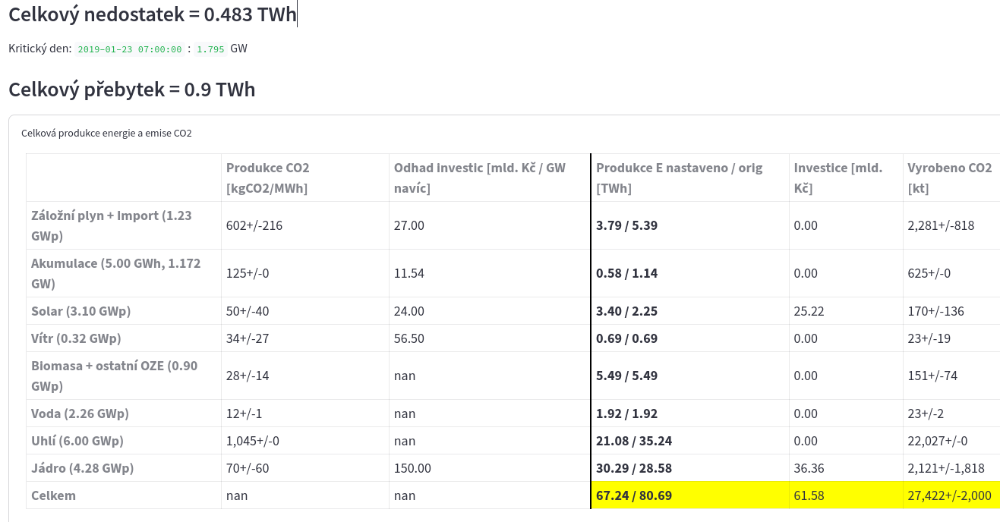 Celkový nedostatek = 0.483 TWh
Kritický den: 2019-01-23 07:00:00 : 1.795 GW
Celkový přebytek = 0.9 TWh
Celková produkce energie a emise CO2
Produkce CO2 [kgCO2/MWh] Odhad investic [mld. Kč / GW navíc] Produkce E nastaveno / orig [TWh] Investice [mld. Kč] Vyrobeno CO2 [kt]
Záložní plyn + Import (1.23 GWp) 602+/-216 27.00 3.79 / 5.39 0.00 2,281+/-818
Akumulace (5.00 GWh, 1.172 GW) 125+/-0 11.54 0.58 / 1.14 0.00 625+/-0
Solar (3.10 GWp) 50+/-40 24.00 3.40 / 2.25 25.22 170+/-136
Vítr (0.32 GWp) 34+/-27 56.50 0.69 / 0.69 0.00 23+/-19
Biomasa + ostatní OZE (0.90 GWp) 28+/-14 nan 5.49 / 5.49 0.00 151+/-74
Voda (2.26 GWp) 12+/-1 nan 1.92 / 1.92 0.00 23+/-2
Uhlí (6.00 GWp) 1,045+/-0 nan 21.08 / 35.24 0.00 22,027+/-0
Jádro (4.28 GWp) 70+/-60 150.00 30.29 / 28.58 36.36 2,121+/-1,818
Celkem nan nan 67.24 / 80.69 61.58 27,422+/-2,000